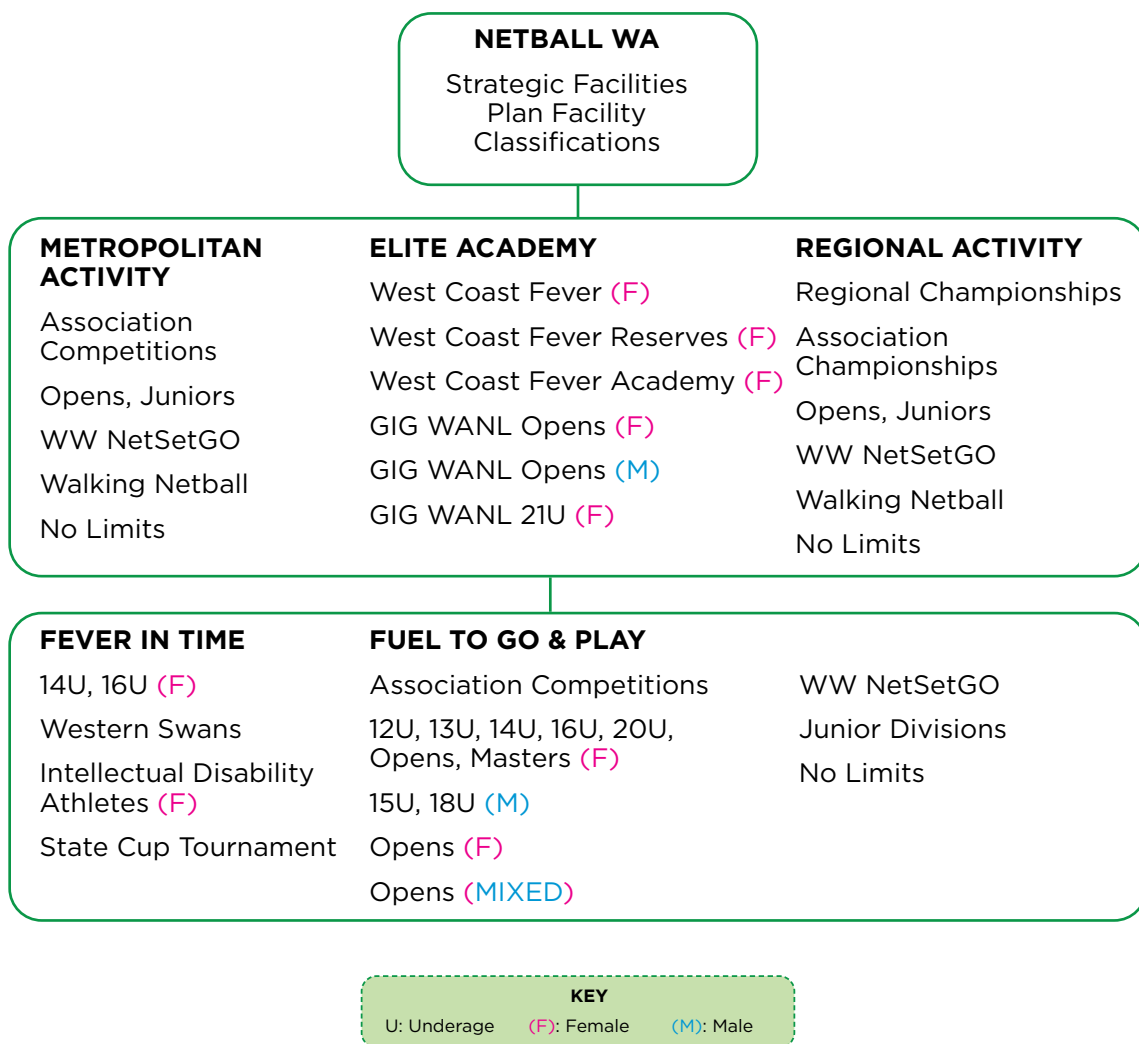 NETBALL WA
Strategic Facilities
Plan Facility
Classifications
METROPOLITAN
ACTIVITY
Association
Competitions
Opens, Juniors
WW NetSetGO
Walking Netball
No Limits
ELITE ACADEMY
West Coast Fever (F)
West Coast Fever Reserves (F)
West Coast Fever Academy (F)
GIG WANL Opens (F)
GIG WANL Opens (M)
GIG WANL 21U (F)
REGIONAL ACTIVITY
Regional Championships
Association
Championships
Opens, Juniors
WW NetSetGO
Walking Netball
No Limits
FEVER IN TIME
14U, 16U (F)
Western Swans
Intellectual Disability
Athletes (F)
State Cup Tournament
FUEL TO GO & PLAY
Association Competitions
12U, 13U, 14U, 16U, 20U,
Opens, Masters (F)
15U, 18U (M)
Opens (F)
Opens (MIXED)
WW NetSetGO
Junior Divisions
No Limits
KEY
U: Underage (F): Female (M): Male